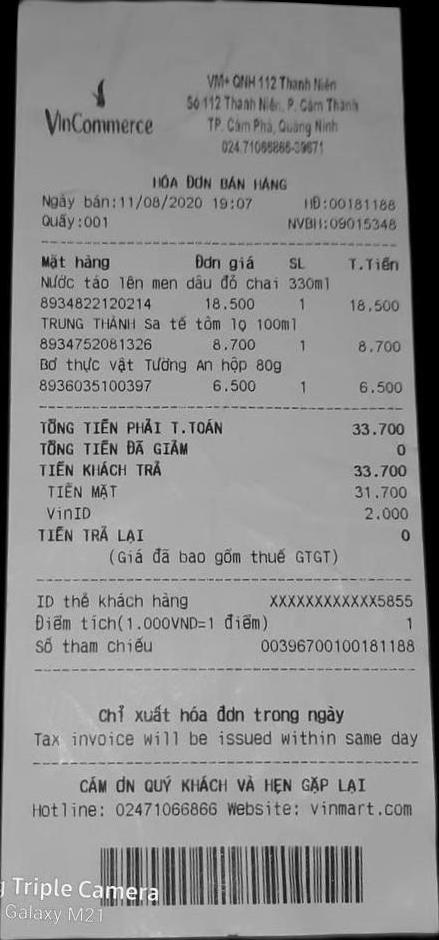 VinCommerce
VM+ QNH 112 Thanh Niên
Số 112 Thanh Niên, P. Cẩm Thành
TP. Cẩm Phả, Quảng Ninh
024.71066866-39671
HÓA ĐƠN BÁN HÀNG
Ngày bán:11/08/2020 19:07 HĐ:00181188
Quầy:001 NVBH:09015348
Mặt hàng Đơn giá SL T.Tiền
Nước táo lên men dâu đỏ chai 330ml
8934822120214 18.500 1 18.500
TRUNG THÀNH Sa tế tôm lọ 100ml
8934752081326 8.700 1 8.700
Bơ thực vật Tường An hộp 80g
8936035100397 6.500 1 6.500
TỔNG TIỀN PHẢI T.TOÁN 33.700
TỔNG TIỀN ĐÃ GIẢM 0
TIỀN KHÁCH TRẢ 33.700
TIỀN MẶT 31.700
VinID 2.000
TIỀN TRẢ LẠI 0
(Giá đã bao gồm thuế GTGT)
ID thẻ khách hàng XXXXXXXXXXXX5855
Điểm tích(1.000VND=1 điểm) 1
Số tham chiếu 00396700100181188
Chỉ xuất hóa đơn trong ngày
Tax invoice will be issued within same day
CẢM ƠN QUÝ KHÁCH VÀ HẸN GẶP LẠI
Hotline: 02471066866 Website: vinmart.com
Triple Camera
Galaxy M21